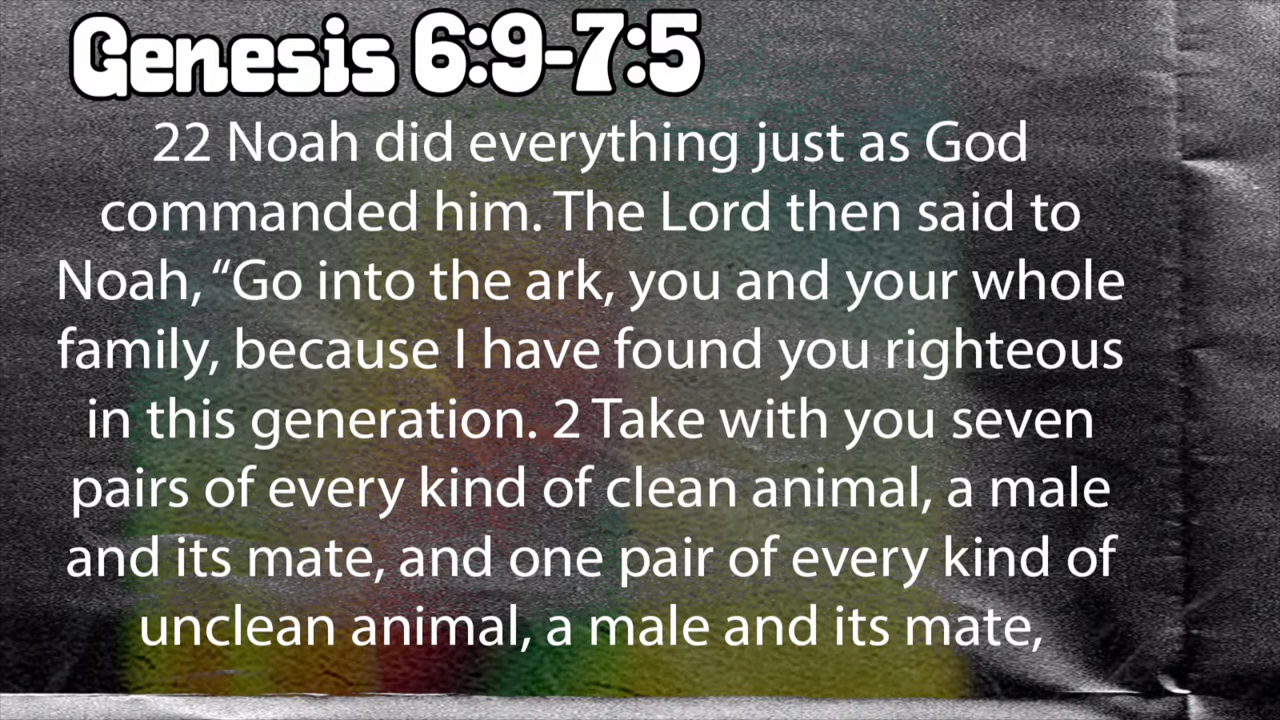 Genesis 6:9-7:5
22 Noah did everything just as God
commanded him. The Lord then said to
Noah, “Go into the ark, you and your whole
family, because I have found you righteous
in this generation. 2 Take with you seven
pairs of every kind of clean animal, a male
and its mate, and one pair of every kind of
unclean animal, a male and its mate,